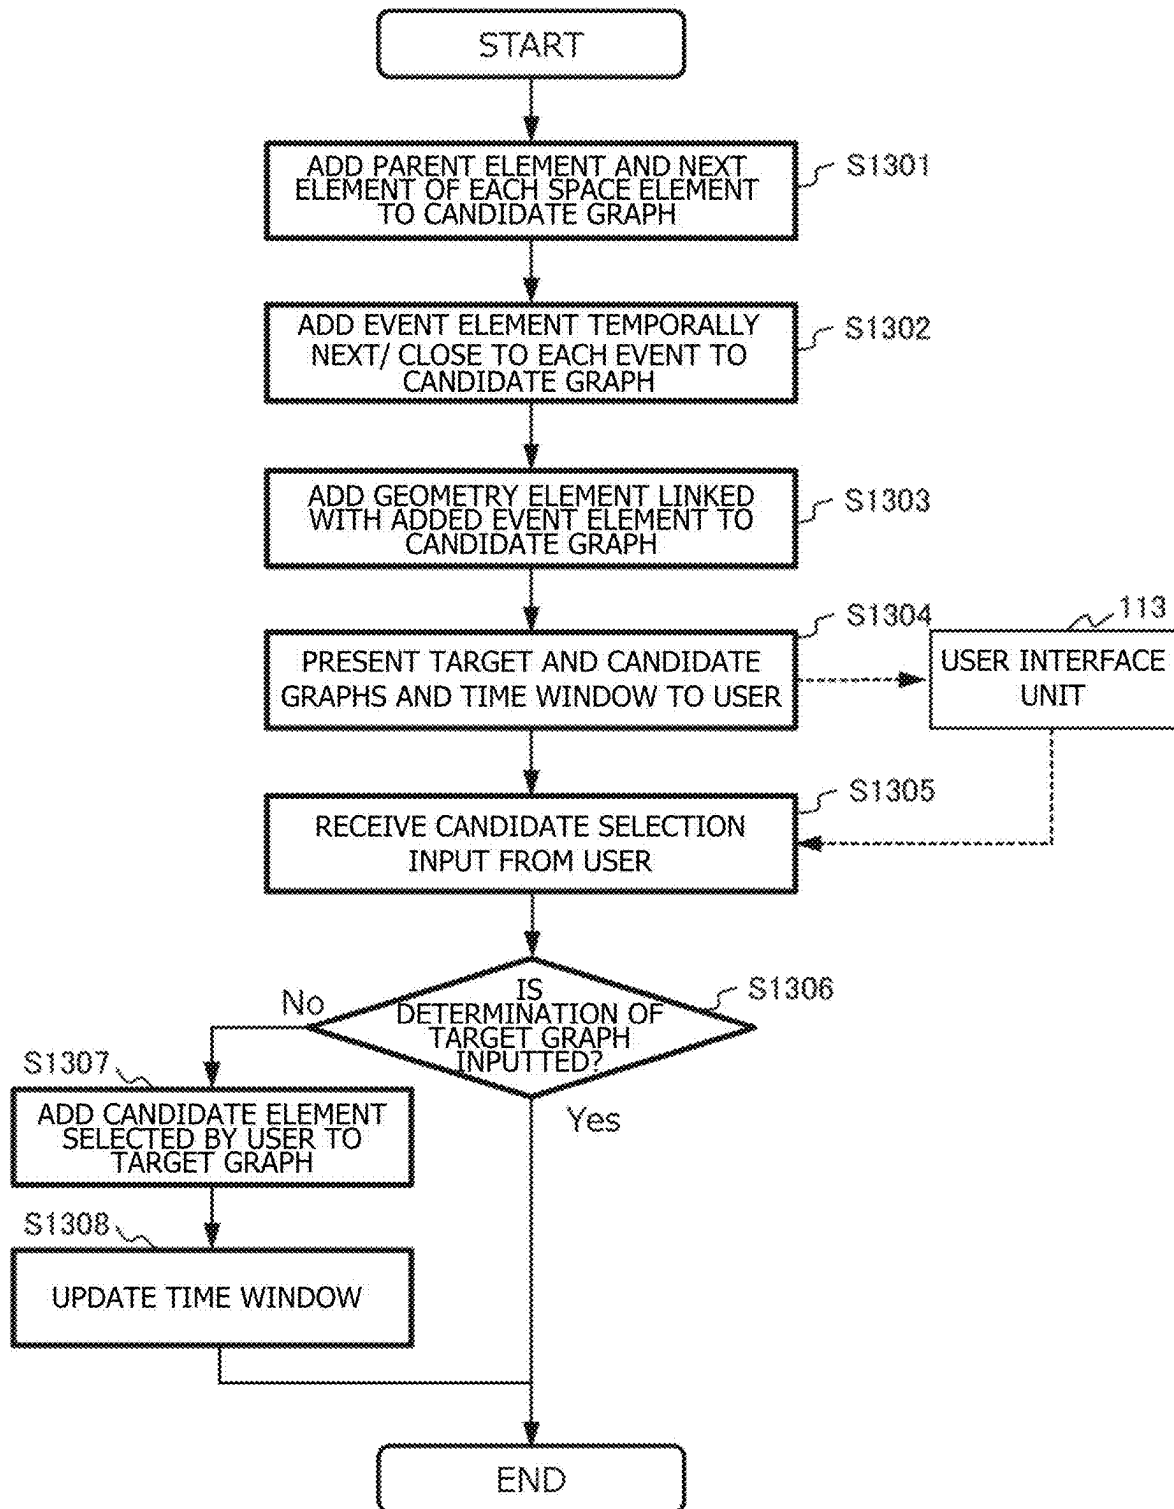 START
ADD PARENT ELEMENT AND NEXT
ELEMENT OF EACH SPACE ELEMENT
TO CANDIDATE GRAPH
S1301
ADD EVENT ELEMENT TEMPORALLY
NEXT/ CLOSE TO EACH EVENT TO
CANDIDATE GRAPH
S1302
ADD GEOMETRY ELEMENT LINKED
WITH ADDED EVENT ELEMENT TO
CANDIDATE GRAPH
S1303
PRESENT TARGET AND CANDIDATE
GRAPHS AND TIME WINDOW TO USER
S1304
113
USER INTERFACE
UNIT
RECEIVE CANDIDATE SELECTION
INPUT FROM USER
S1305
IS
DETERMINATION OF
TARGET GRAPH
INPUTTED?
S1306
No
Yes
S1307
ADD CANDIDATE ELEMENT
SELECTED BY USER TO
TARGET GRAPH
S1308
UPDATE TIME WINDOW
END